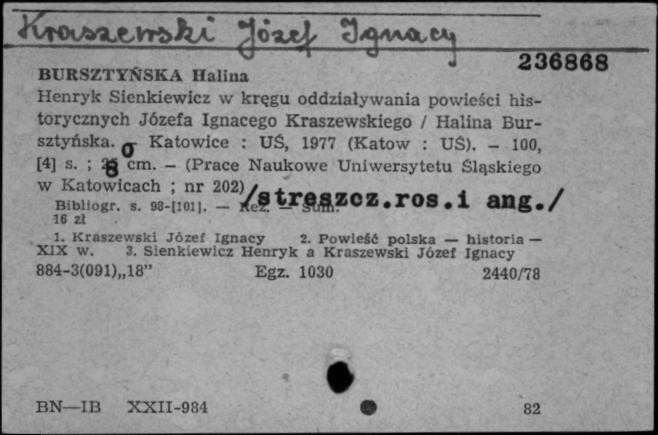 Kraszewski Józef Ignacy
236868
BURSZTYŃSKA Halina
Henryk Sienkiewicz w kręgu oddziaływania powieści his-
torycznych Józefa Ignacego Kraszewskiego / Halina Bur-
sztyńska. - Katowice : UŚ, 1977 (Katow : UŚ). - 100,
[4] s. ; cm. - (Prace Naukowe Uniwersytetu Śląskiego
w Katowicach ; nr 202) /streszcz.ros.i ang./
Bibliogr. s. 98-[101]. — Rez. — Sum.
16 zł
1. Kraszewski Józef Ignacy 2. Powieść polska — historia —
XIX w. 3. Sienkiewicz Henryk a Kraszewski Józef Ignacy
884-3(091)„18” Egz. 1030 2440/78
BN—IB XXII-984 82